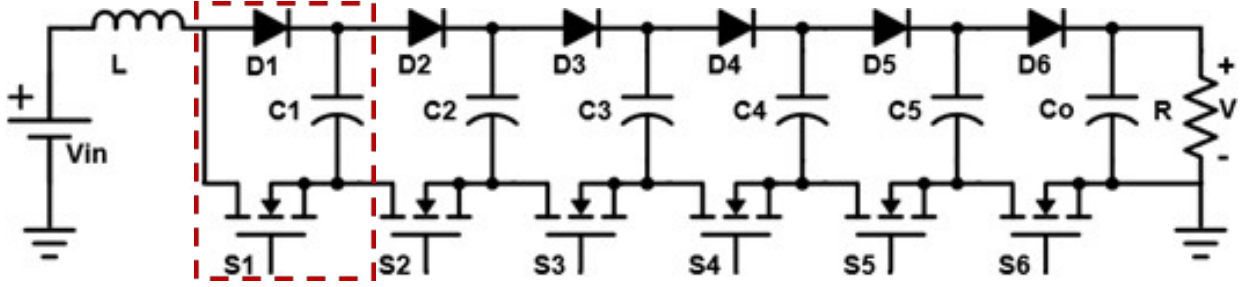 L D1 D2 D3 D4 D5 D6
+ Vin C1 C2 C3 C4 C5 Co R + V -
S1 S2 S3 S4 S5 S6